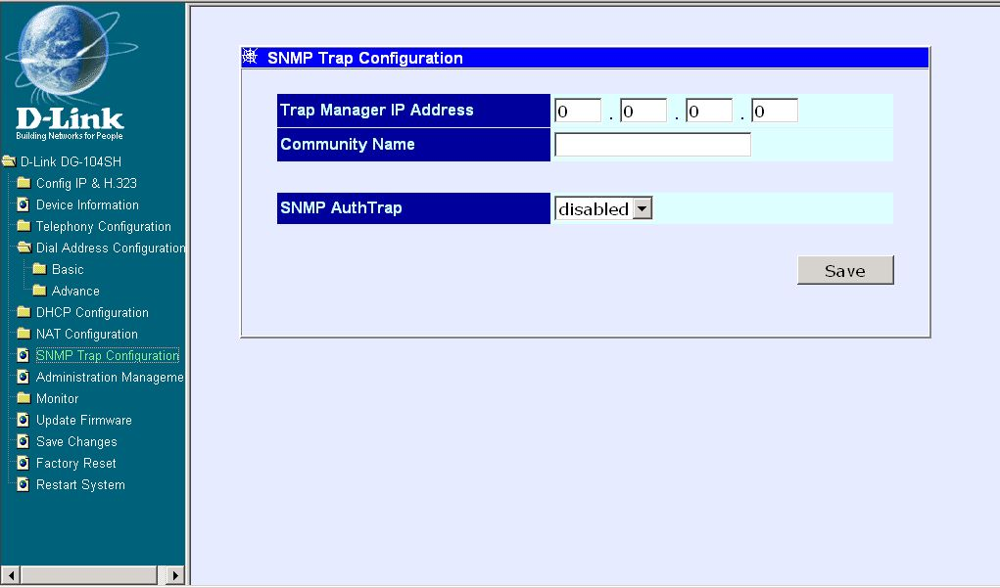 D-Link
Building Networks for People
D-Link DG-104SH
Config IP & H.323
Device Information
Telephony Configuration
Dial Address Configuration
Basic
Advance
DHCP Configuration
NAT Configuration
SNMP Trap Configuration
Administration Manageme
Monitor
Update Firmware
Save Changes
Factory Reset
Restart System
SNMP Trap Configuration
Trap Manager IP Address 0 . 0 . 0 . 0
Community Name
SNMP AuthTrap disabled
Save